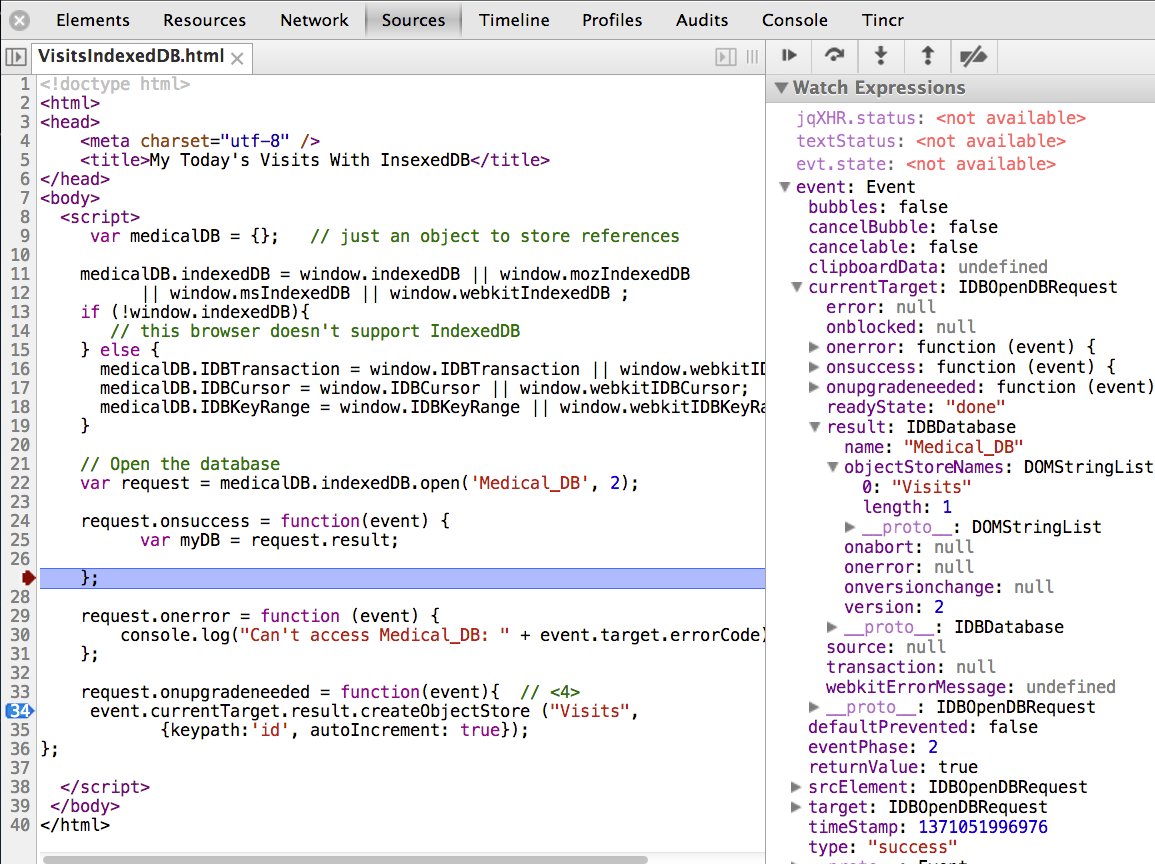 Elements Resources Network Sources Timeline Profiles Audits Console Tincr
VisitsIndexedDB.html
1 <!doctype html>
2 <html>
3 <head>
4     <meta charset="utf-8" />
5     <title>My Today's Visits With InsexedDB</title>
6 </head>
7 <body>
8   <script>
9      var medicalDB = {};   // just an object to store references
10
11     medicalDB.indexedDB = window.indexedDB || window.mozIndexedDB
12           || window.msIndexedDB || window.webkitIndexedDB ;
13     if (!window.indexedDB){
14        // this browser doesn't support IndexedDB
15     } else {
16       medicalDB.IDBTransaction = window.IDBTransaction || window.webkitID
17       medicalDB.IDBCursor = window.IDBCursor || window.webkitIDBCursor;
18       medicalDB.IDBKeyRange = window.IDBKeyRange || window.webkitIDBKeyRa
19     }
20
21     // Open the database
22     var request = medicalDB.indexedDB.open('Medical_DB', 2);
23
24     request.onsuccess = function(event) {
25           var myDB = request.result;
26
    };
28
29     request.onerror = function (event) {
30         console.log("Can't access Medical_DB: " + event.target.errorCode)
31     };
32
33     request.onupgradeneeded = function(event){  // <4>
34      event.currentTarget.result.createObjectStore ("Visits",
35             {keypath:'id', autoIncrement: true});
36 };
37
38   </script>
39  </body>
40 </html>
Watch Expressions
jqXHR.status: <not available>
textStatus: <not available>
evt.state: <not available>
event: Event
bubbles: false
cancelBubble: false
cancelable: false
clipboardData: undefined
currentTarget: IDBOpenDBRequest
error: null
onblocked: null
onerror: function (event) {
onsuccess: function (event) {
onupgradeneeded: function (event)
readyState: "done"
result: IDBDatabase
name: "Medical_DB"
objectStoreNames: DOMStringList
0: "Visits"
length: 1
__proto__: DOMStringList
onabort: null
onerror: null
onversionchange: null
version: 2
__proto__: IDBDatabase
source: null
transaction: null
webkitErrorMessage: undefined
__proto__: IDBOpenDBRequest
defaultPrevented: false
eventPhase: 2
returnValue: true
srcElement: IDBOpenDBRequest
target: IDBOpenDBRequest
timeStamp: 1371051996976
type: "success"
__proto__: Event